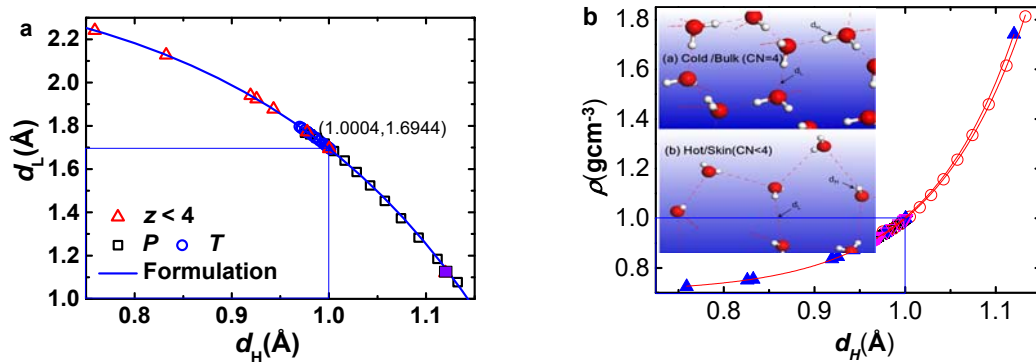 a
2.2
2.0
1.8
1.6
1.4
1.2
1.0
d_L(Å)
(1.0004,1.6944)
z < 4
P T
Formulation
0.8 0.9 1.0 1.1
d_H(Å)
b
1.8
1.6
1.4
1.2
1.0
0.8
ρ(gcm⁻³)
d_H
(a) Cold /Bulk (CN=4)
d_L
(b) Hot/Skin(CN<4)
d_H
d_L
0.8 0.9 1.0 1.1
d_H(Å)